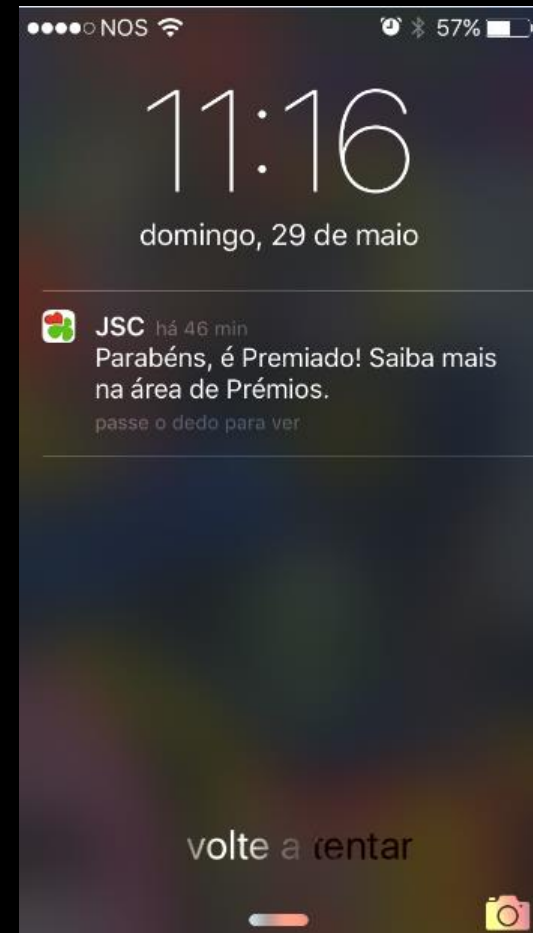 NOS 57%
11:16
domingo, 29 de maio
JSC há 46 min
Parabéns, é Premiado! Saiba mais
na área de Prémios.
passe o dedo para ver
volte a tentar